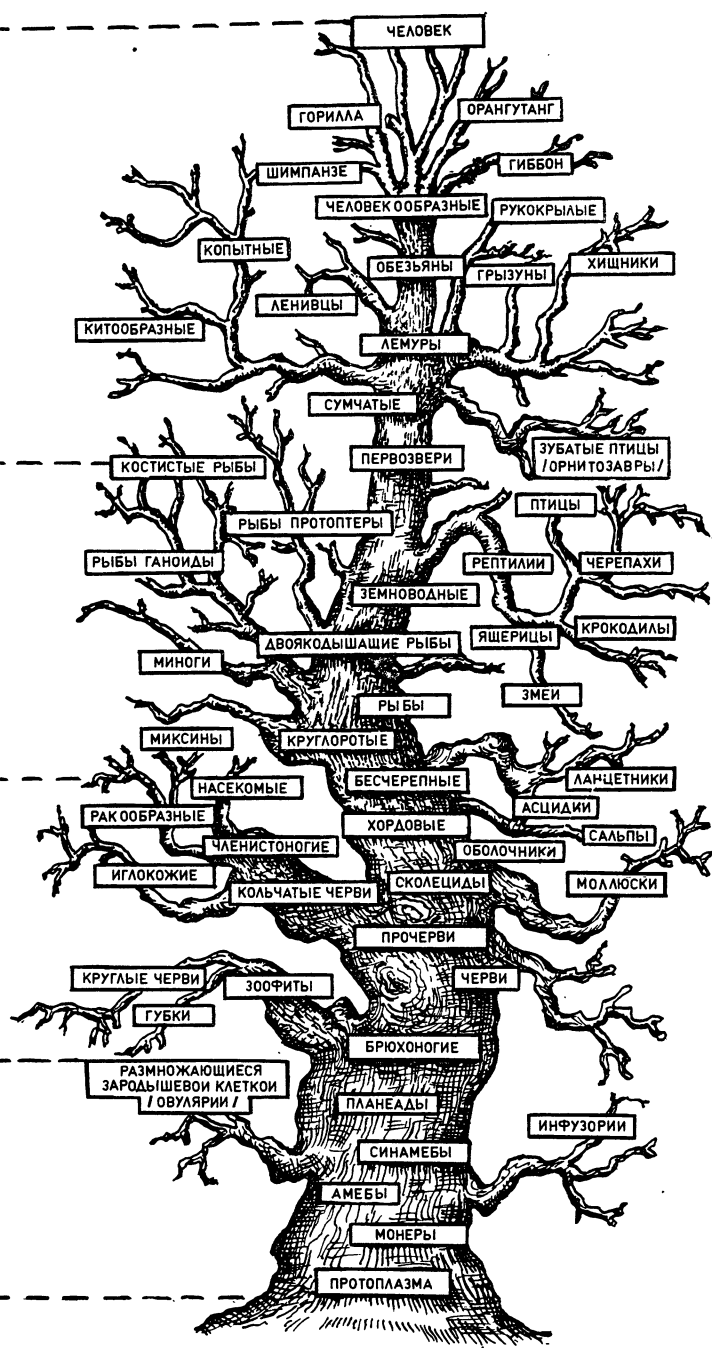 ЧЕЛОВЕК
ГОРИЛЛА
ОРАНГУТАНГ
ШИМПАНЗЕ
ГИББОН
ЧЕЛОВЕКООБРАЗНЫЕ
РУКОКРЫЛЫЕ
КОПЫТНЫЕ
ОБЕЗЬЯНЫ
ГРЫЗУНЫ
ХИЩНИКИ
ЛЕНИВЦЫ
КИТООБРАЗНЫЕ
ЛЕМУРЫ
СУМЧАТЫЕ
ПЕРВОЗВЕРИ
ЗУБАТЫЕ ПТИЦЫ
/ОРНИТОЗАВРЫ/
КОСТИСТЫЕ РЫБЫ
ПТИЦЫ
РЫБЫ ПРОТОПТЕРЫ
РЫБЫ ГАНОИДЫ
РЕПТИЛИИ
ЧЕРЕПАХИ
ЗЕМНОВОДНЫЕ
ДВОЯКОДЫШАЩИЕ РЫБЫ
ЯЩЕРИЦЫ
КРОКОДИЛЫ
МИНОГИ
ЗМЕИ
РЫБЫ
МИКСИНЫ
КРУГЛОРОТЫЕ
НАСЕКОМЫЕ
БЕСЧЕРЕПНЫЕ
ЛАНЦЕТНИКИ
АСЦИДИИ
РАКООБРАЗНЫЕ
ХОРДОВЫЕ
САЛЬПЫ
ЧЛЕНИСТОНОГИЕ
ОБОЛОЧНИКИ
ИГЛОКОЖИЕ
КОЛЬЧАТЫЕ ЧЕРВИ
СКОЛЕЦИДЫ
МОЛЛЮСКИ
ПРОЧЕРВИ
КРУГЛЫЕ ЧЕРВИ
ЗООФИТЫ
ЧЕРВИ
ГУБКИ
БРЮХОНОГИЕ
РАЗМНОЖАЮЩИЕСЯ
ЗАРОДЫШЕВОЙ КЛЕТКОЙ
/ОВУЛЯРИИ/
ПЛАНЕАДЫ
ИНФУЗОРИИ
СИНАМЕБЫ
АМЕБЫ
МОНЕРЫ
ПРОТОПЛАЗМА